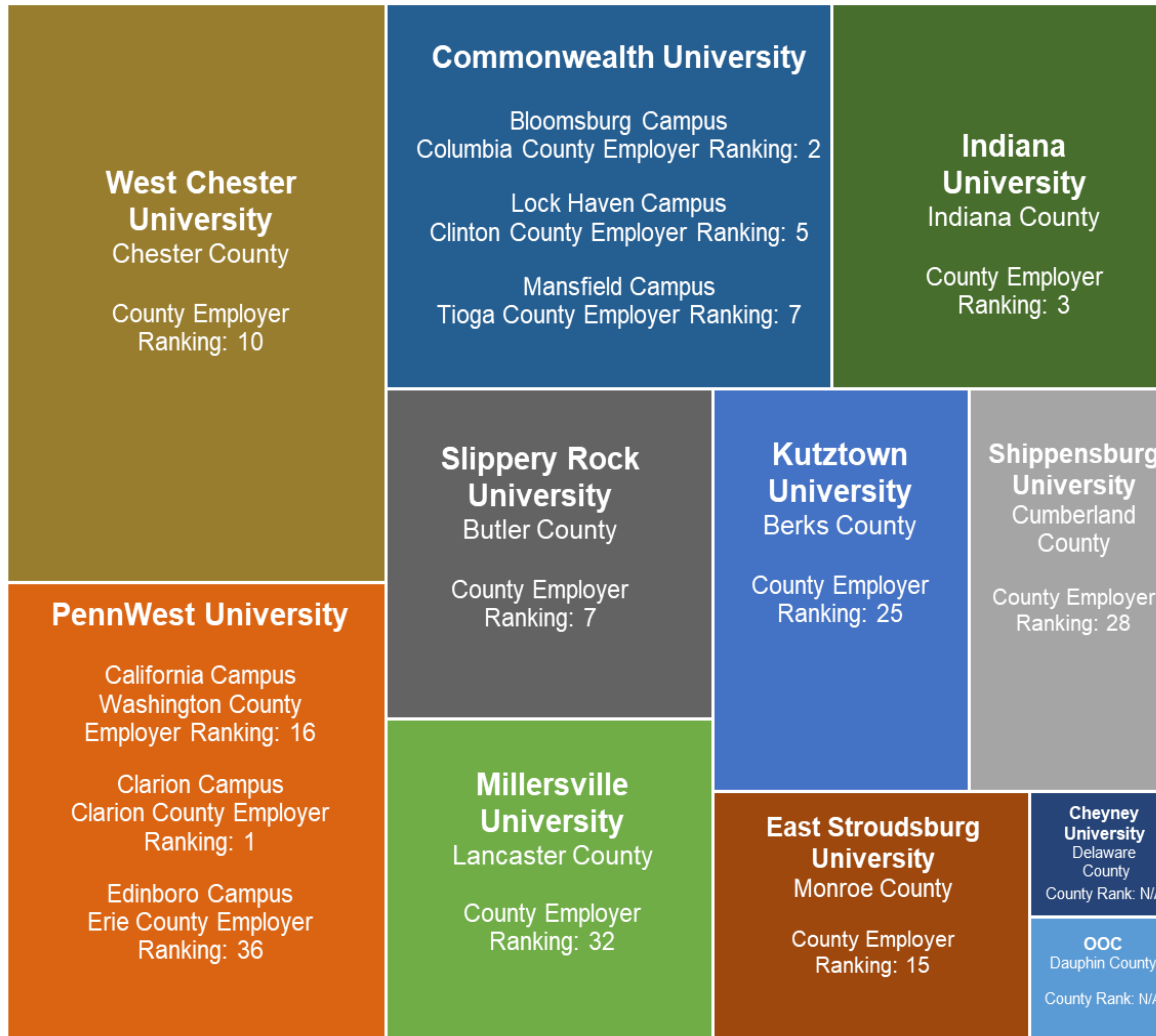 West Chester
University
Chester County
County Employer
Ranking: 10
Commonwealth University
Bloomsburg Campus
Columbia County Employer Ranking: 2
Lock Haven Campus
Clinton County Employer Ranking: 5
Mansfield Campus
Tioga County Employer Ranking: 7
Indiana
University
Indiana County
County Employer
Ranking: 3
Slippery Rock
University
Butler County
County Employer
Ranking: 7
Kutztown
University
Berks County
County Employer
Ranking: 25
Shippensburg
University
Cumberland
County
County Employer
Ranking: 28
PennWest University
California Campus
Washington County
Employer Ranking: 16
Clarion Campus
Clarion County Employer
Ranking: 1
Edinboro Campus
Erie County Employer
Ranking: 36
Millersville
University
Lancaster County
County Employer
Ranking: 32
East Stroudsburg
University
Monroe County
County Employer
Ranking: 15
Cheyney
University
Delaware
County
County Rank: N/A
OOC
Dauphin County
County Rank: N/A